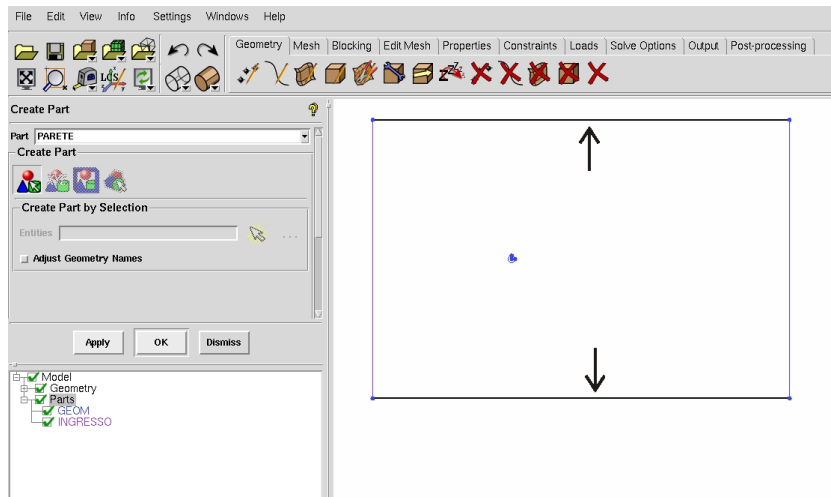 File Edit View Info Settings Windows Help
Geometry Mesh Blocking Edit Mesh Properties Constraints Loads Solve Options Output Post-processing
LCS
Create Part
Part PARETE
Create Part
Create Part by Selection
Entities
...
Adjust Geometry Names
Apply OK Dismiss
Model
Geometry
Parts
GEOM
INGRESSO